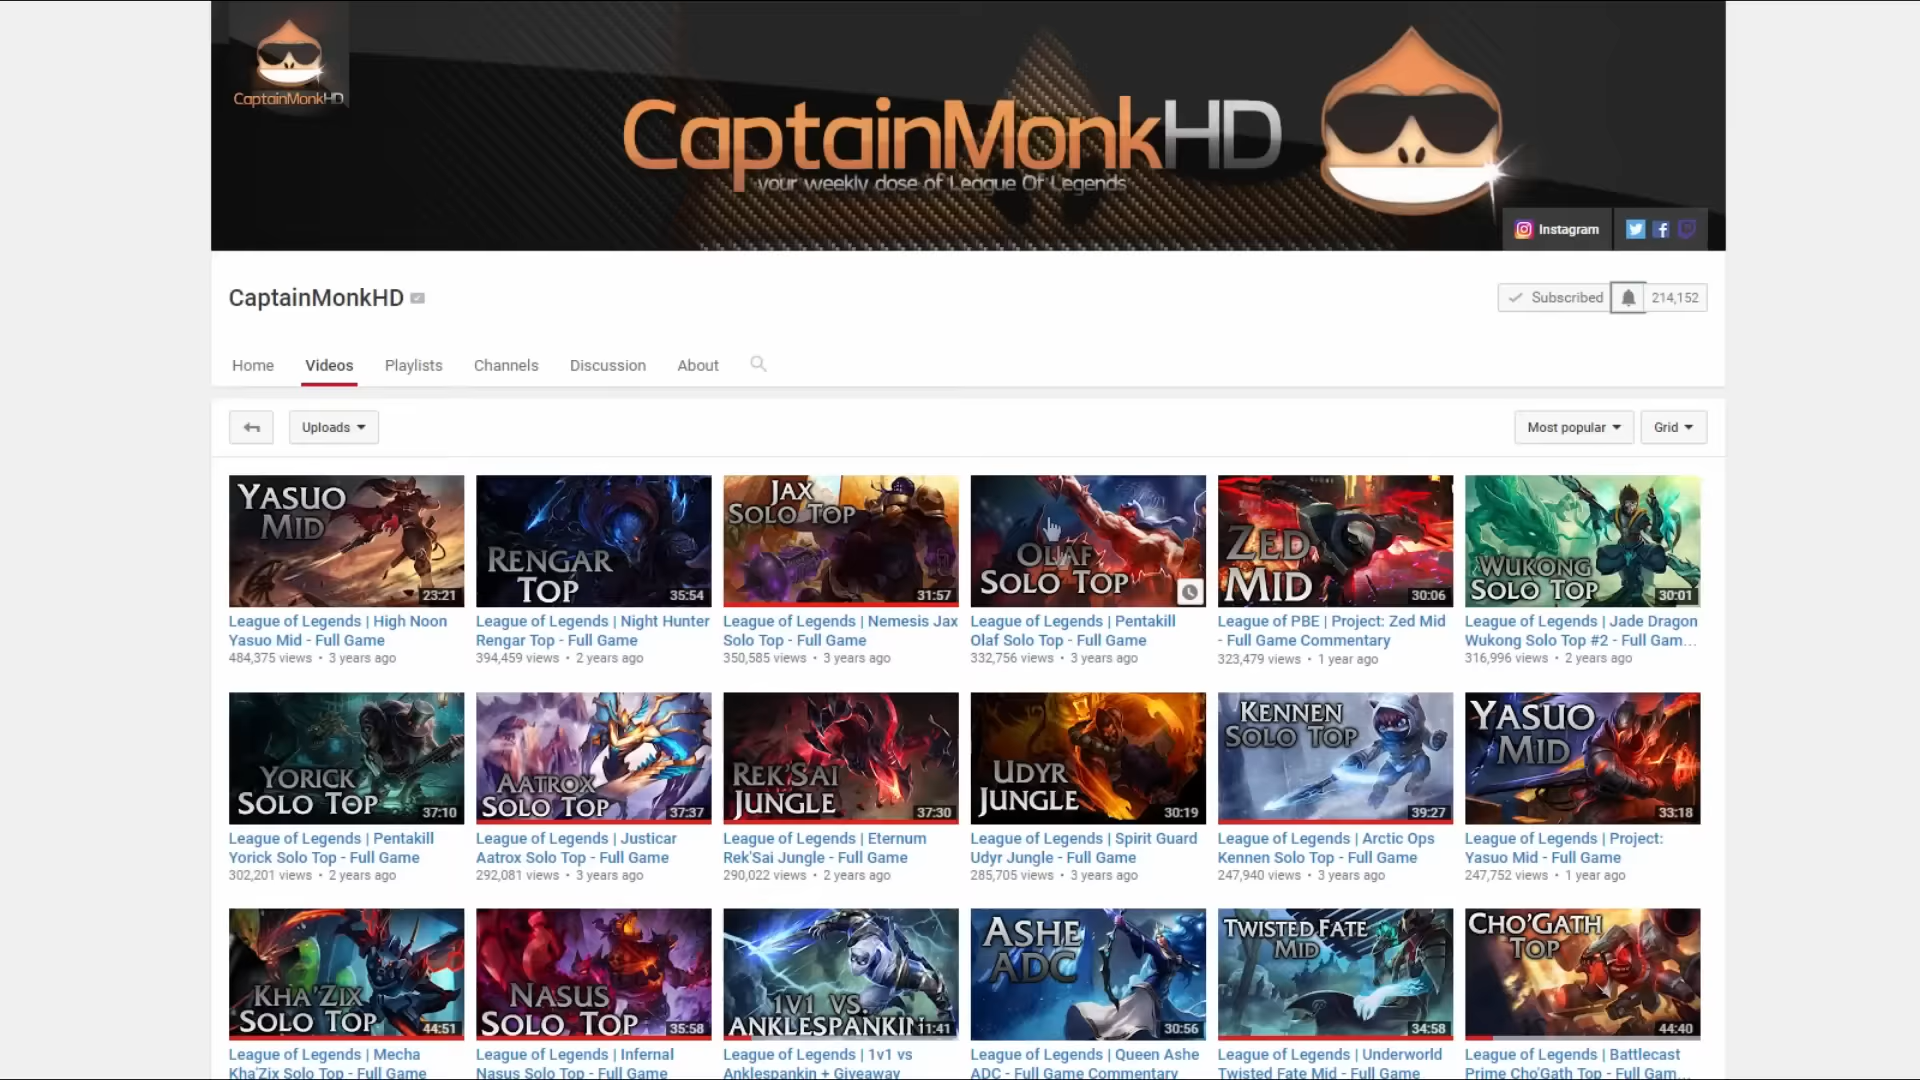 CaptainMonkHD
CaptainMonkHD
your weekly dose of League Of Legends
Instagram
CaptainMonkHD
Subscribed 214,152
Home Videos Playlists Channels Discussion About
Uploads Most popular Grid
YASUO
MID
23:21
RENGAR
TOP
35:54
JAX
SOLO TOP
31:57
OLAF
SOLO TOP
ZED
MID
30:06
WUKONG
SOLO TOP
30:01
League of Legends | High Noon
Yasuo Mid - Full Game
484,375 views • 3 years ago
League of Legends | Night Hunter
Rengar Top - Full Game
394,459 views • 2 years ago
League of Legends | Nemesis Jax
Solo Top - Full Game
350,585 views • 3 years ago
League of Legends | Pentakill
Olaf Solo Top - Full Game
332,756 views • 3 years ago
League of PBE | Project: Zed Mid
- Full Game Commentary
323,479 views • 1 year ago
League of Legends | Jade Dragon
Wukong Solo Top #2 - Full Gam...
316,996 views • 2 years ago
YORICK
SOLO TOP
37:10
AATROX
SOLO TOP
37:37
REK'SAI
JUNGLE
37:30
UDYR
JUNGLE
30:19
KENNEN
SOLO TOP
39:27
YASUO
MID
33:18
League of Legends | Pentakill
Yorick Solo Top - Full Game
302,201 views • 2 years ago
League of Legends | Justicar
Aatrox Solo Top - Full Game
292,081 views • 3 years ago
League of Legends | Eternum
Rek'Sai Jungle - Full Game
290,022 views • 2 years ago
League of Legends | Spirit Guard
Udyr Jungle - Full Game
285,705 views • 3 years ago
League of Legends | Arctic Ops
Kennen Solo Top - Full Game
247,940 views • 3 years ago
League of Legends | Project:
Yasuo Mid - Full Game
247,752 views • 1 year ago
KHA'ZIX
SOLO TOP
44:51
NASUS
SOLO TOP
35:58
1V1 VS.
ANKLESPANKIN
11:41
ASHE
ADC
30:56
TWISTED FATE
MID
34:58
CHO'GATH
TOP
44:40
League of Legends | Mecha
Kha'Zix Solo Top - Full Game
League of Legends | Infernal
Nasus Solo Top - Full Game
League of Legends | 1v1 vs
Anklespankin + Giveaway
League of Legends | Queen Ashe
ADC - Full Game Commentary
League of Legends | Underworld
Twisted Fate Mid - Full Game
League of Legends | Battlecast
Prime Cho'Gath Top - Full Gam...